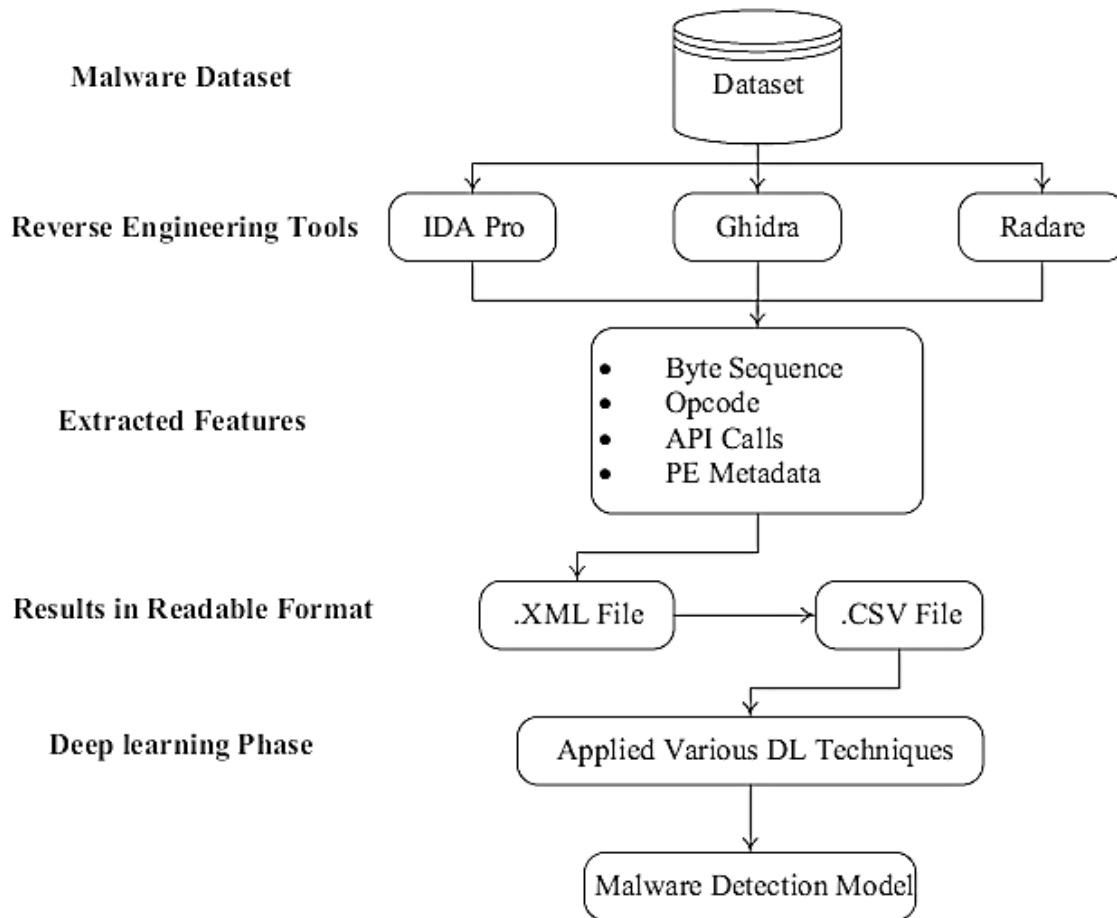 Malware Dataset
Dataset
Reverse Engineering Tools
IDA Pro
Ghidra
Radare
Extracted Features
• Byte Sequence
• Opcode
• API Calls
• PE Metadata
Results in Readable Format
.XML File
.CSV File
Deep learning Phase
Applied Various DL Techniques
Malware Detection Model